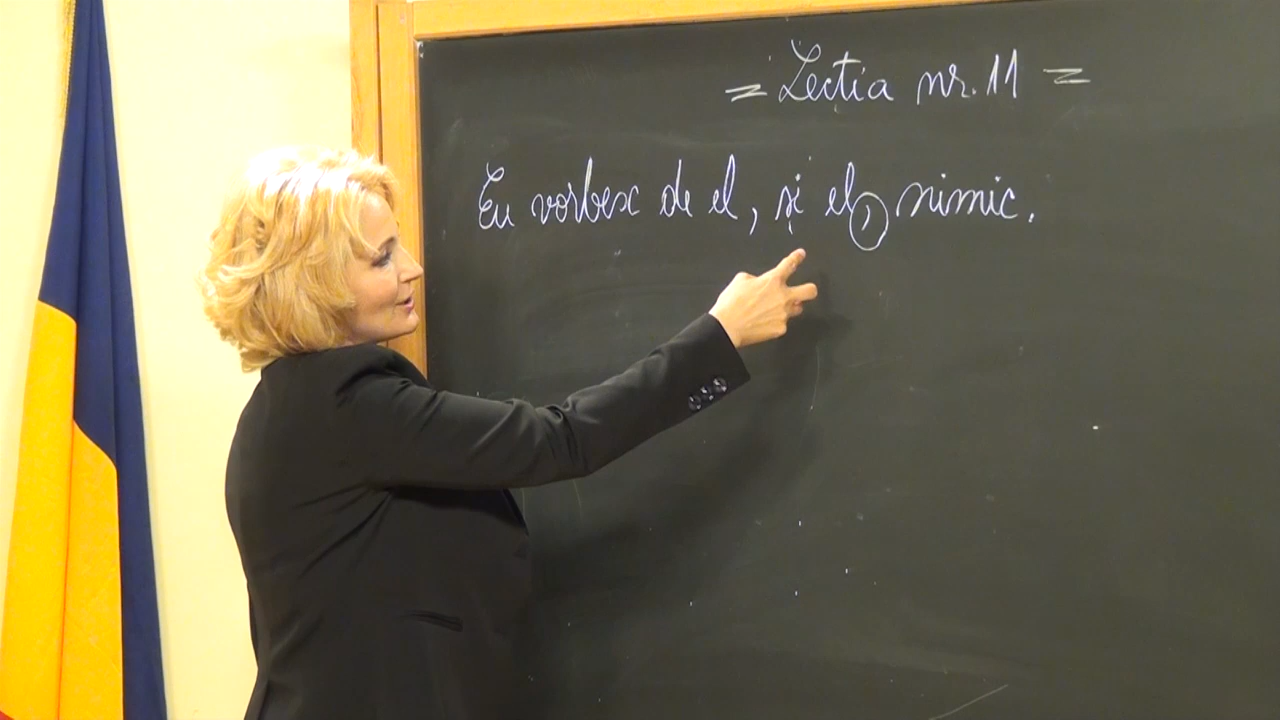 = Lecția nr. 11 =
Eu vorbesc de el, și el, nimic.